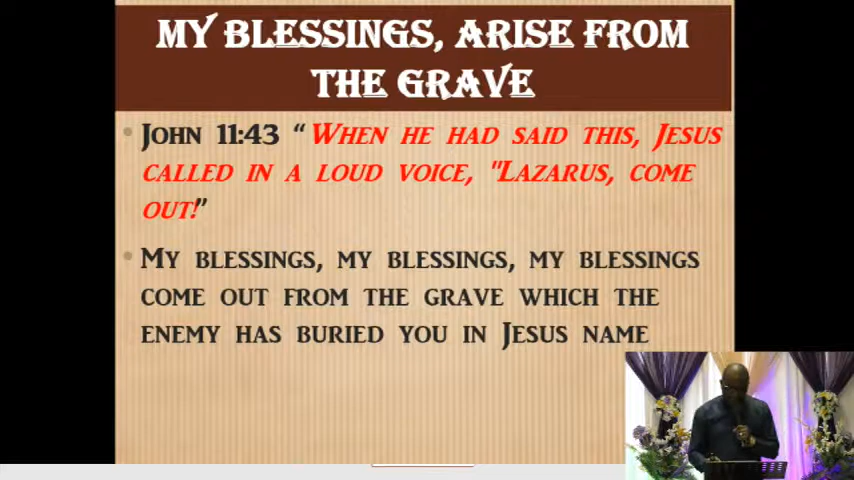 MY BLESSINGS, ARISE FROM
THE GRAVE
• JOHN 11:43 “WHEN HE HAD SAID THIS, JESUS
CALLED IN A LOUD VOICE, "LAZARUS, COME
OUT!”
• MY BLESSINGS, MY BLESSINGS, MY BLESSINGS
COME OUT FROM THE GRAVE WHICH THE
ENEMY HAS BURIED YOU IN JESUS NAME